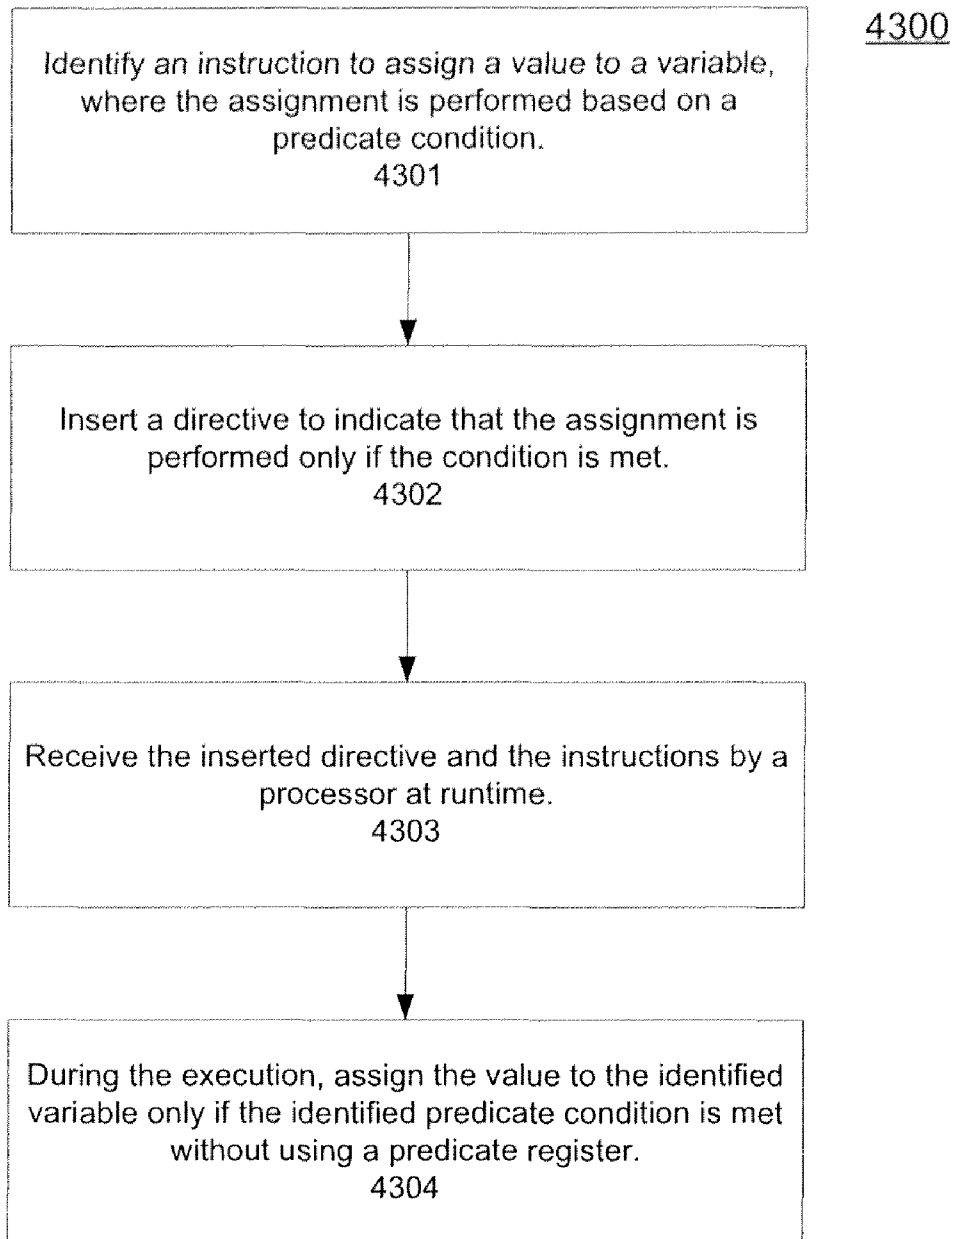 4300
Identify an instruction to assign a value to a variable,
where the assignment is performed based on a
predicate condition.
4301
Insert a directive to indicate that the assignment is
performed only if the condition is met.
4302
Receive the inserted directive and the instructions by a
processor at runtime.
4303
During the execution, assign the value to the identified
variable only if the identified predicate condition is met
without using a predicate register.
4304